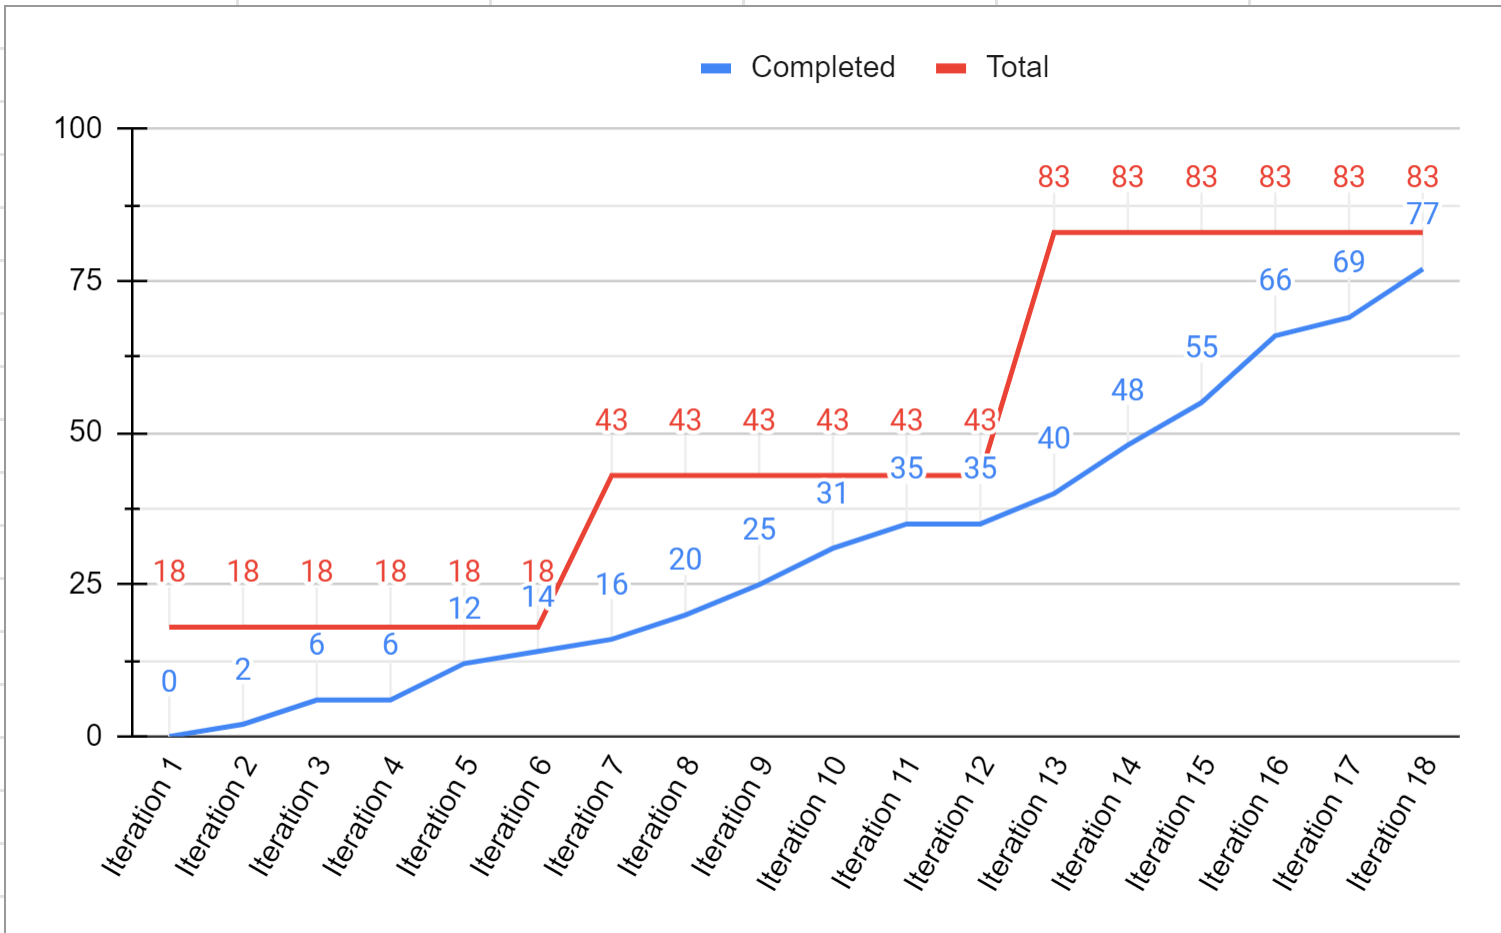 Completed Total
100
83 83 83 83 83 83
77
75
69
66
55
48
50
43 43 43 43 43 43
40
35 35
31
25
20
18 18 18 18 18 18
25
16
14
12
6 6
2
0
0
Iteration 1
Iteration 2
Iteration 3
Iteration 4
Iteration 5
Iteration 6
Iteration 7
Iteration 8
Iteration 9
Iteration 10
Iteration 11
Iteration 12
Iteration 13
Iteration 14
Iteration 15
Iteration 16
Iteration 17
Iteration 18